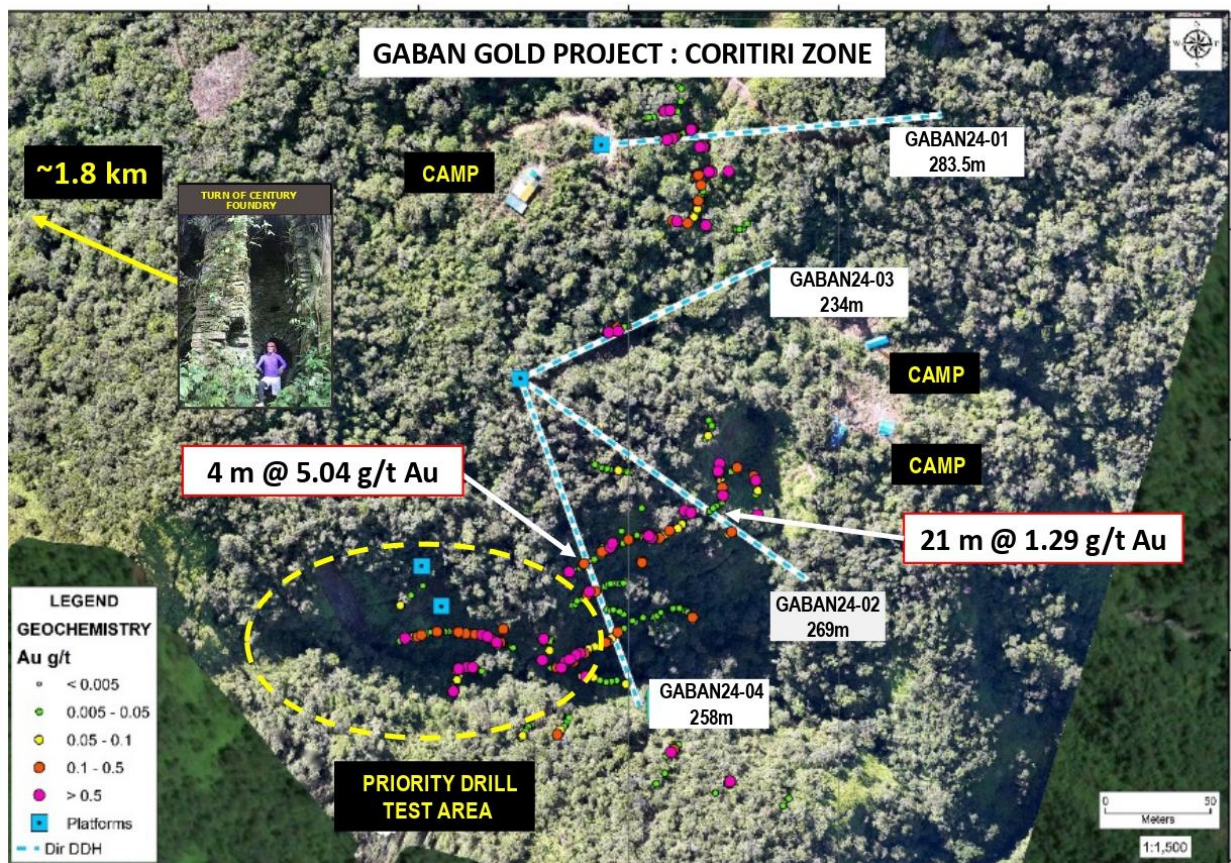 GABAN GOLD PROJECT : CORITIRI ZONE
N
W
E
S
GABAN24-01
283.5m
~1.8 km
CAMP
TURN OF CENTURY
FOUNDRY
GABAN24-03
234m
CAMP
CAMP
4 m @ 5.04 g/t Au
21 m @ 1.29 g/t Au
GABAN24-02
269m
GABAN24-04
258m
PRIORITY DRILL
TEST AREA
LEGEND
GEOCHEMISTRY
Au g/t
< 0.005
0.005 - 0.05
0.05 - 0.1
0.1 - 0.5
> 0.5
Platforms
Dir DDH
0 50
Meters
1:1,500